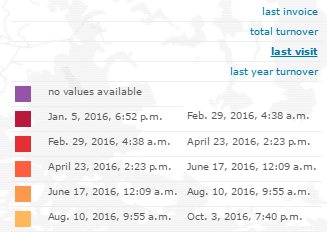 last invoice
total turnover
last visit
last year turnover
no values available
Jan. 5, 2016, 6:52 p.m. Feb. 29, 2016, 4:38 a.m.
Feb. 29, 2016, 4:38 a.m. April 23, 2016, 2:23 p.m.
April 23, 2016, 2:23 p.m. June 17, 2016, 12:09 a.m.
June 17, 2016, 12:09 a.m. Aug. 10, 2016, 9:55 a.m.
Aug. 10, 2016, 9:55 a.m. Oct. 3, 2016, 7:40 p.m.